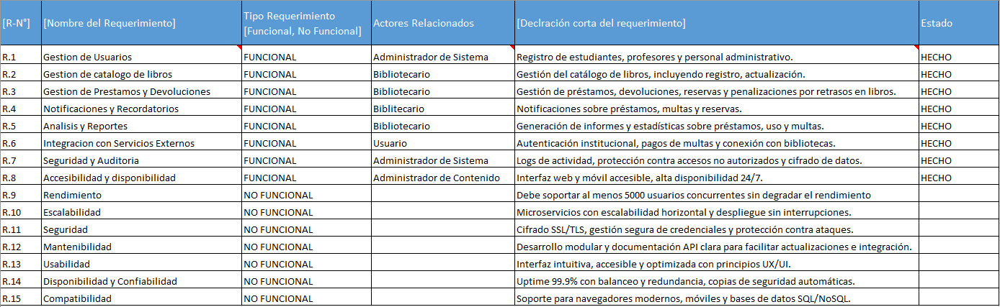 [R-N°] [Nombre del Requerimiento] Tipo Requerimiento [Funcional, No Funcional] Actores Relacionados [Declración corta del requerimiento] Estado
R.1 Gestion de Usuarios FUNCIONAL Administrador de Sistema Registro de estudiantes, profesores y personal administrativo. HECHO
R.2 Gestion de catalogo de libros FUNCIONAL Bibliotecario Gestión del catálogo de libros, incluyendo registro, actualización. HECHO
R.3 Gestion de Prestamos y Devoluciones FUNCIONAL Bibliotecario Gestión de préstamos, devoluciones, reservas y penalizaciones por retrasos en libros. HECHO
R.4 Notificaciones y Recordatorios FUNCIONAL Biblitecario Notificaciones sobre préstamos, multas y reservas. HECHO
R.5 Analisis y Reportes FUNCIONAL Bibliotecario Generación de informes y estadísticas sobre préstamos, uso y multas. HECHO
R.6 Integracion con Servicios Externos FUNCIONAL Usuario Autenticación institucional, pagos de multas y conexión con bibliotecas. HECHO
R.7 Seguridad y Auditoria FUNCIONAL Administrador de Sistema Logs de actividad, protección contra accesos no autorizados y cifrado de datos. HECHO
R.8 Accesibilidad y disponibilidad FUNCIONAL Administrador de Contenido Interfaz web y móvil accesible, alta disponibilidad 24/7. HECHO
R.9 Rendimiento NO FUNCIONAL Debe soportar al menos 5000 usuarios concurrentes sin degradar el rendimiento
R.10 Escalabilidad NO FUNCIONAL Microservicios con escalabilidad horizontal y despliegue sin interrupciones.
R.11 Seguridad NO FUNCIONAL Cifrado SSL/TLS, gestión segura de credenciales y protección contra ataques.
R.12 Mantenibilidad NO FUNCIONAL Desarrollo modular y documentación API clara para facilitar actualizaciones e integración.
R.13 Usabilidad NO FUNCIONAL Interfaz intuitiva, accesible y optimizada con principios UX/UI.
R.14 Disponibilidad y Confiabilidad NO FUNCIONAL Uptime 99.9% con balanceo y redundancia, copias de seguridad automáticas.
R.15 Compatibilidad NO FUNCIONAL Soporte para navegadores modernos, móviles y bases de datos SQL/NoSQL.